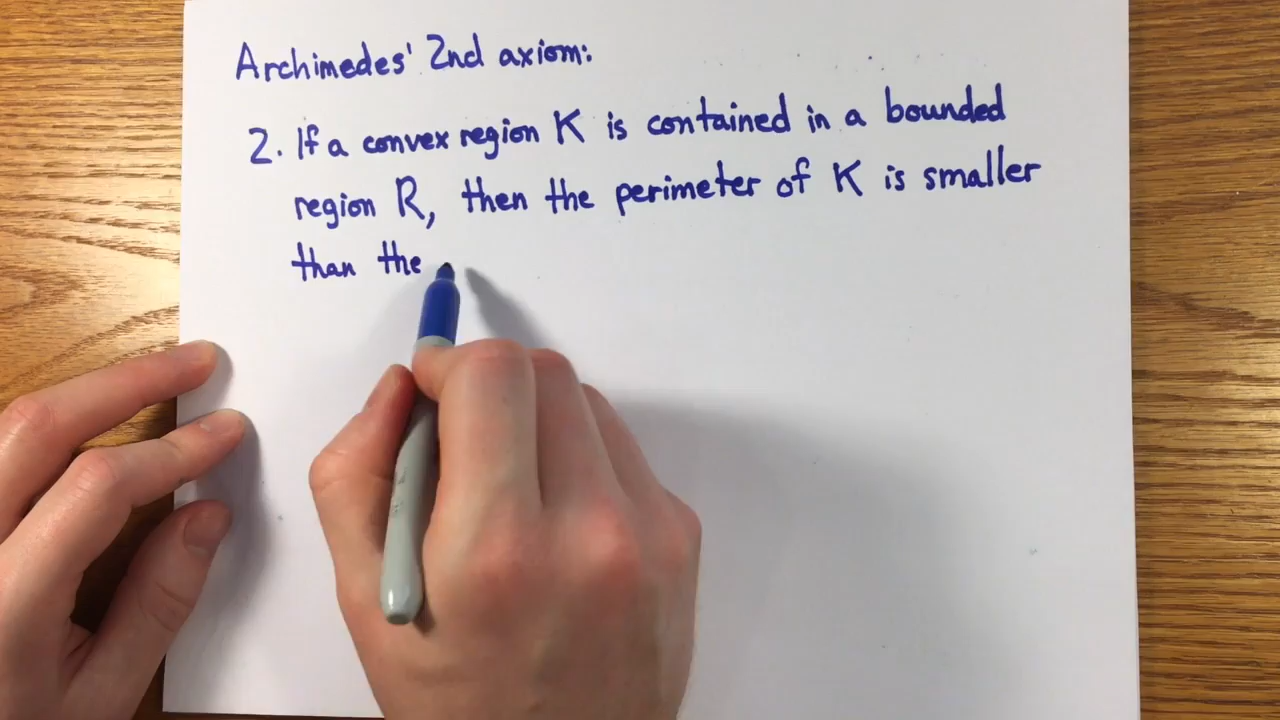 Archimedes' 2nd axiom:
2. If a convex region K is contained in a bounded
region R, then the perimeter of K is smaller
than the